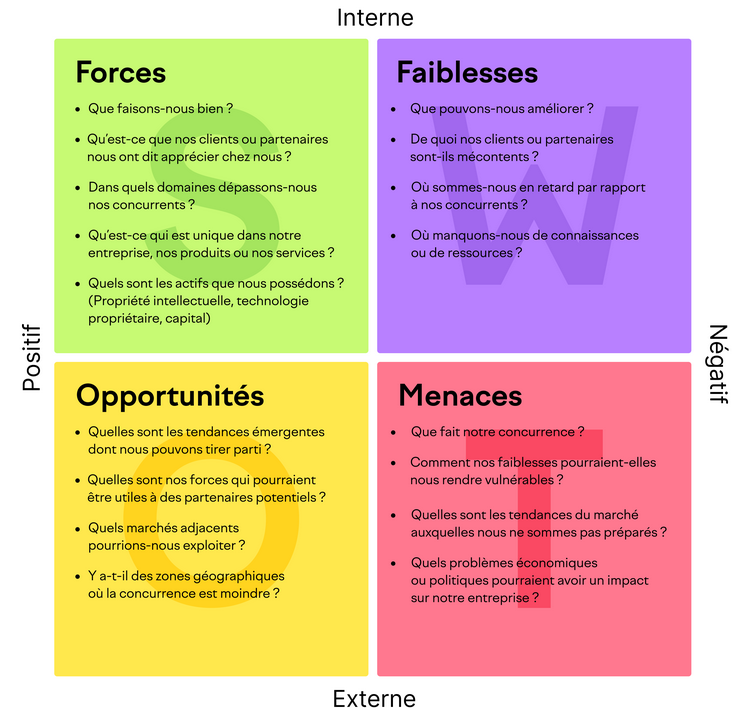 Interne
Forces
• Que faisons-nous bien ?
• Qu’est-ce que nos clients ou partenaires
nous ont dit apprécier chez nous ?
• Dans quels domaines dépassons-nous
nos concurrents ?
• Qu’est-ce qui est unique dans notre
entreprise, nos produits ou nos services ?
• Quels sont les actifs que nous possédons ?
(Propriété intellectuelle, technologie
propriétaire, capital)
S
Faiblesses
• Que pouvons-nous améliorer ?
• De quoi nos clients ou partenaires
sont-ils mécontents ?
• Où sommes-nous en retard par rapport
à nos concurrents ?
• Où manquons-nous de connaissances
ou de ressources ?
W
Positif
Négatif
Opportunités
• Quelles sont les tendances émergentes
dont nous pouvons tirer parti ?
• Quelles sont nos forces qui pourraient
être utiles à des partenaires potentiels ?
• Quels marchés adjacents
pourrions-nous exploiter ?
• Y a-t-il des zones géographiques
où la concurrence est moindre ?
O
Menaces
• Que fait notre concurrence ?
• Comment nos faiblesses pourraient-elles
nous rendre vulnérables ?
• Quelles sont les tendances du marché
auxquelles nous ne sommes pas préparés ?
• Quels problèmes économiques
ou politiques pourraient avoir un impact
sur notre entreprise ?
T
Externe